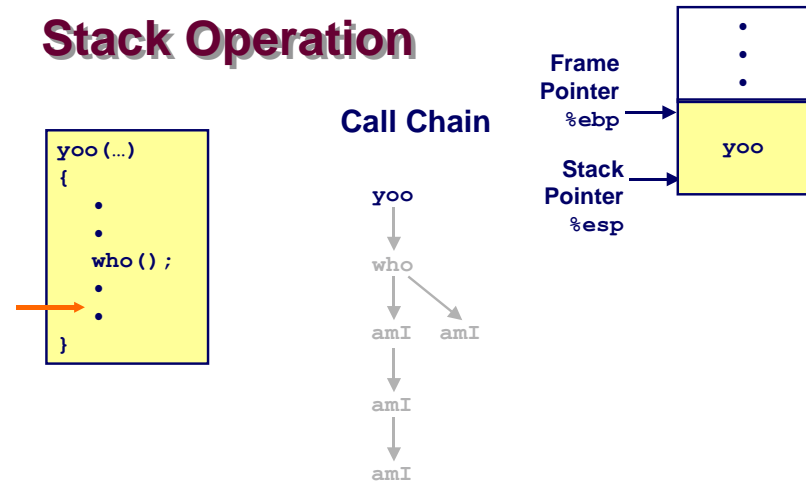 Stack Operation
yoo(…)
{
•
•
who();
•
•
}
Call Chain
yoo
who
amI amI
amI
amI
Frame
Pointer
%ebp
Stack
Pointer
%esp
•
•
•
yoo